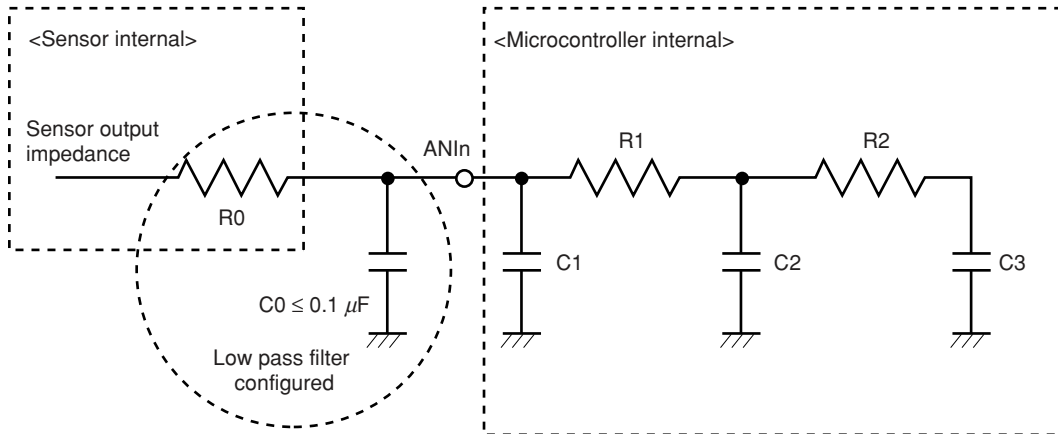 <Sensor internal>
<Microcontroller internal>
Sensor output
impedance
ANIn
R1
R2
R0
C1
C2
C3
C0 ≤ 0.1 μF
Low pass filter
configured